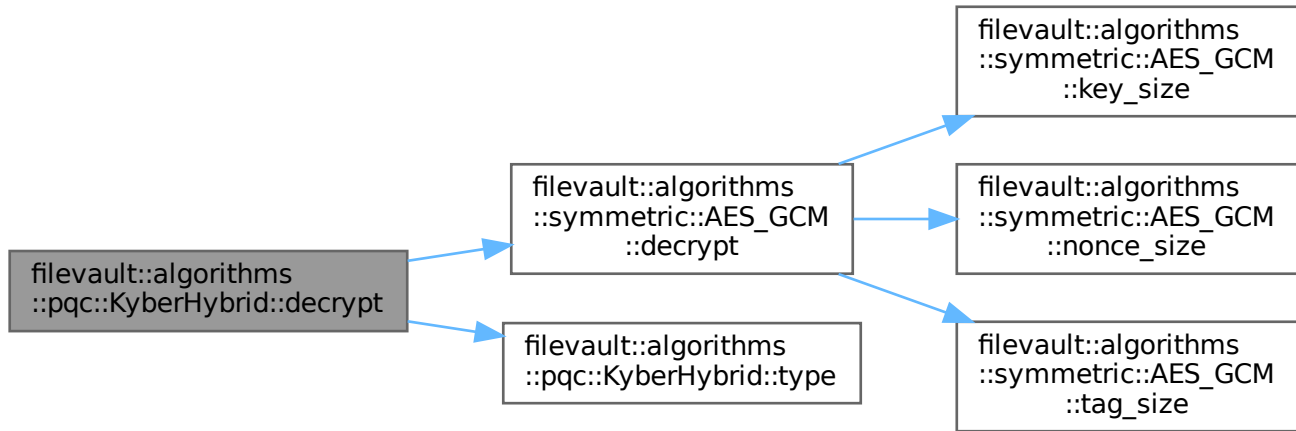 filevault::algorithms
::pqc::KyberHybrid::decrypt
filevault::algorithms
::symmetric::AES_GCM
::decrypt
filevault::algorithms
::pqc::KyberHybrid::type
filevault::algorithms
::symmetric::AES_GCM
::key_size
filevault::algorithms
::symmetric::AES_GCM
::nonce_size
filevault::algorithms
::symmetric::AES_GCM
::tag_size